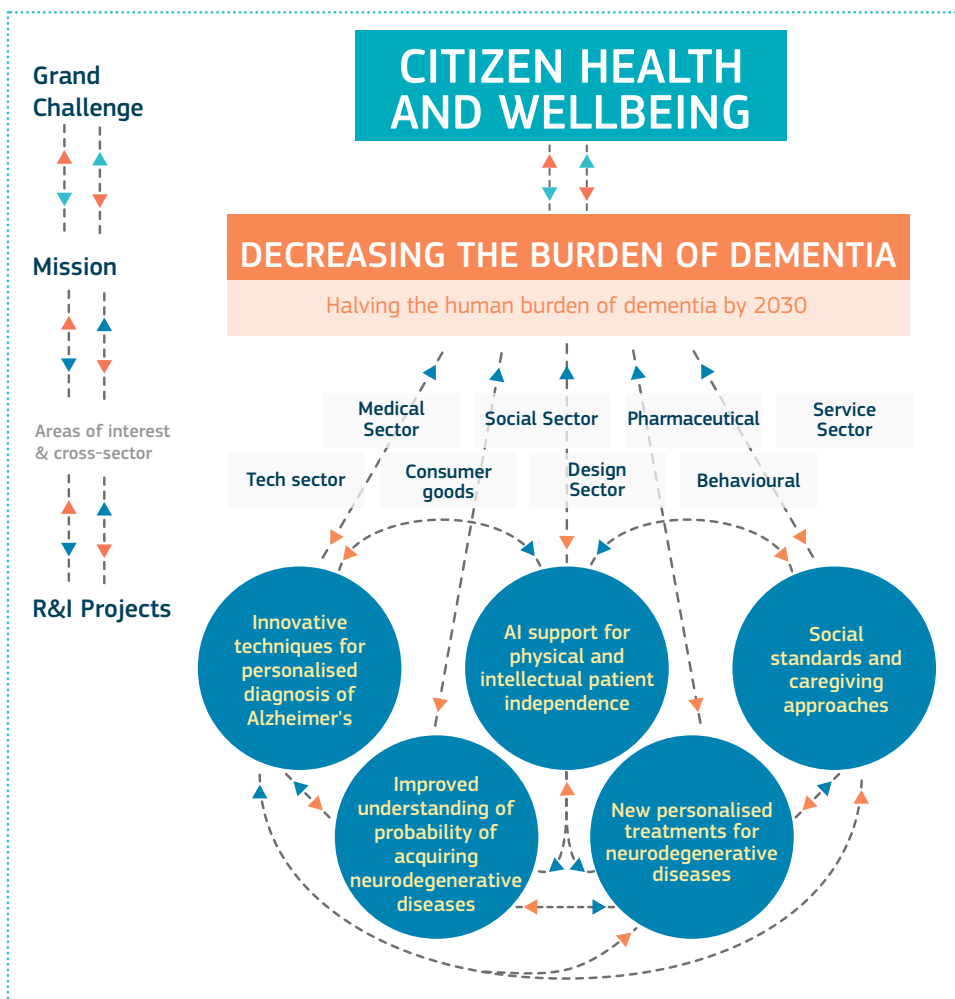 Grand
Challenge
CITIZEN HEALTH
AND WELLBEING
Mission
DECREASING THE BURDEN OF DEMENTIA
Halving the human burden of dementia by 2030
Areas of interest
& cross-sector
Medical
Sector
Social Sector
Pharmaceutical
Service
Sector
Tech sector
Consumer
goods
Design
Sector
Behavioural
R&I Projects
Innovative
techniques for
personalised
diagnosis of
Alzheimer's
AI support for
physical and
intellectual patient
independence
Social
standards and
caregiving
approaches
Improved
understanding of
probability of
acquiring
neurodegenerative
diseases
New personalised
treatments for
neurodegenerative
diseases